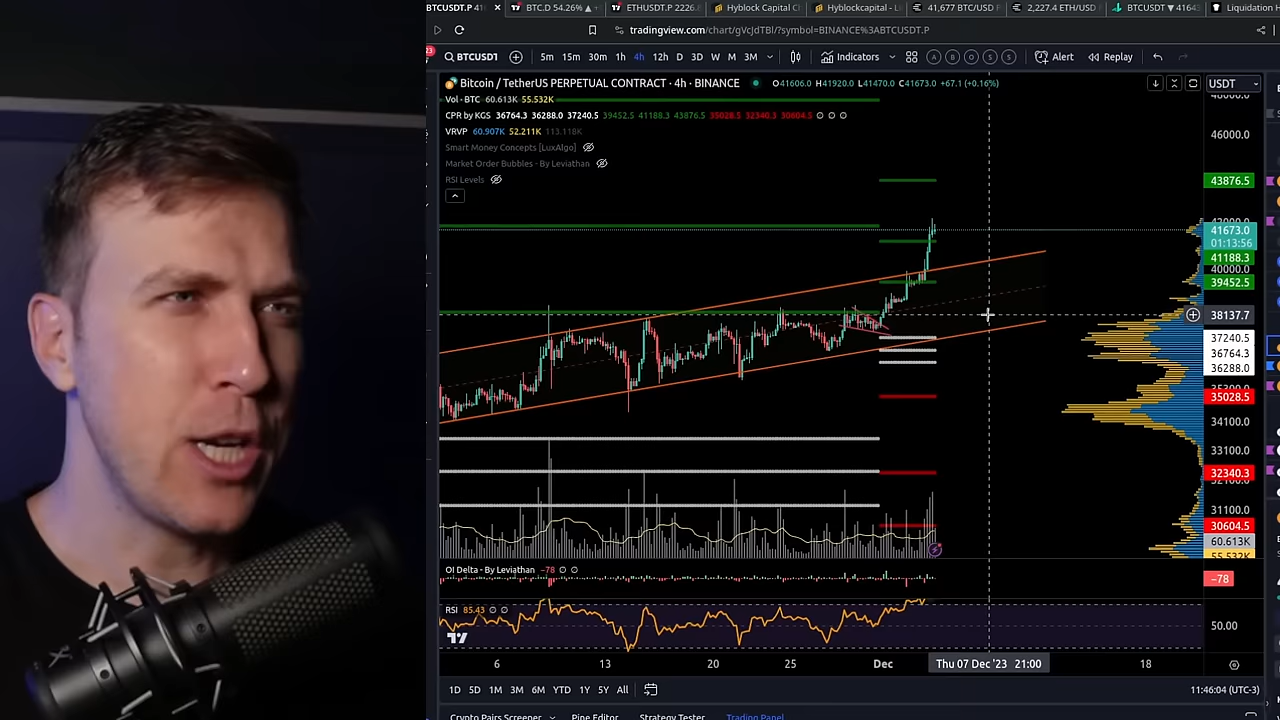 BTCUSDT.P 41
BTC.D 54.26%
ETHUSDT.P 2226.
Hyblock Capital C
Hyblockcapital - L
41,677 BTC/USD
2,227.4 ETH/USD
BTCUSDT ▼ 4164
Liquidation H
tradingview.com/chart/gVcJdTBl/?symbol=BINANCE%3ABTCUSDT.P
23
BTCUSDT 5m 15m 30m 1h 4h 12h D 3D W M 3M Indicators A B O S S Alert Replay
Bitcoin / TetherUS PERPETUAL CONTRACT · 4h · BINANCE O41606.0 H41920.0 L41470.0 C41673.0 +67.1 (+0.16%) USDT
Vol · BTC 60.613K 55.532K
CPR by KGS 36764.3 36288.0 37240.5 39452.5 41188.3 43876.5 35028.5 32340.3 30604.5
VRVP 60.907K 52.211K 113.118K
Smart Money Concepts [LuxAlgo]
Market Order Bubbles - By Leviathan
RSI Levels
46000.0
43876.5
41673.0
01:13:56
41188.3
40000.0
39452.5
38137.7
37240.5
36764.3
36288.0
35028.5
34100.0
33100.0
32340.3
31100.0
30604.5
60.613K
55.532K
OI Delta - By Leviathan −78
−78
RSI 85.43
50.00
6 13 20 25 Dec Thu 07 Dec '23 21:00 18
1D 5D 1M 3M 6M YTD 1Y 5Y All 11:46:04 (UTC-3)
Crypto Pairs Screener Pine Editor Strategy Tester Trading Panel